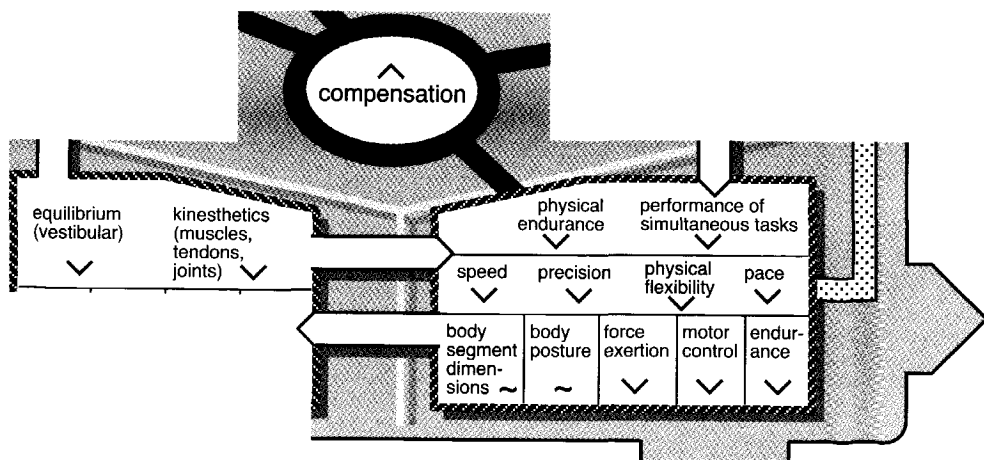 compensation
equilibrium
(vestibular)
kinesthetics
(muscles,
tendons,
joints)
physical
endurance
performance of
simultaneous tasks
speed
precision
physical
flexibility
pace
body
segment
dimen-
sions ~
body
posture
~
force
exertion
motor
control
endur-
ance